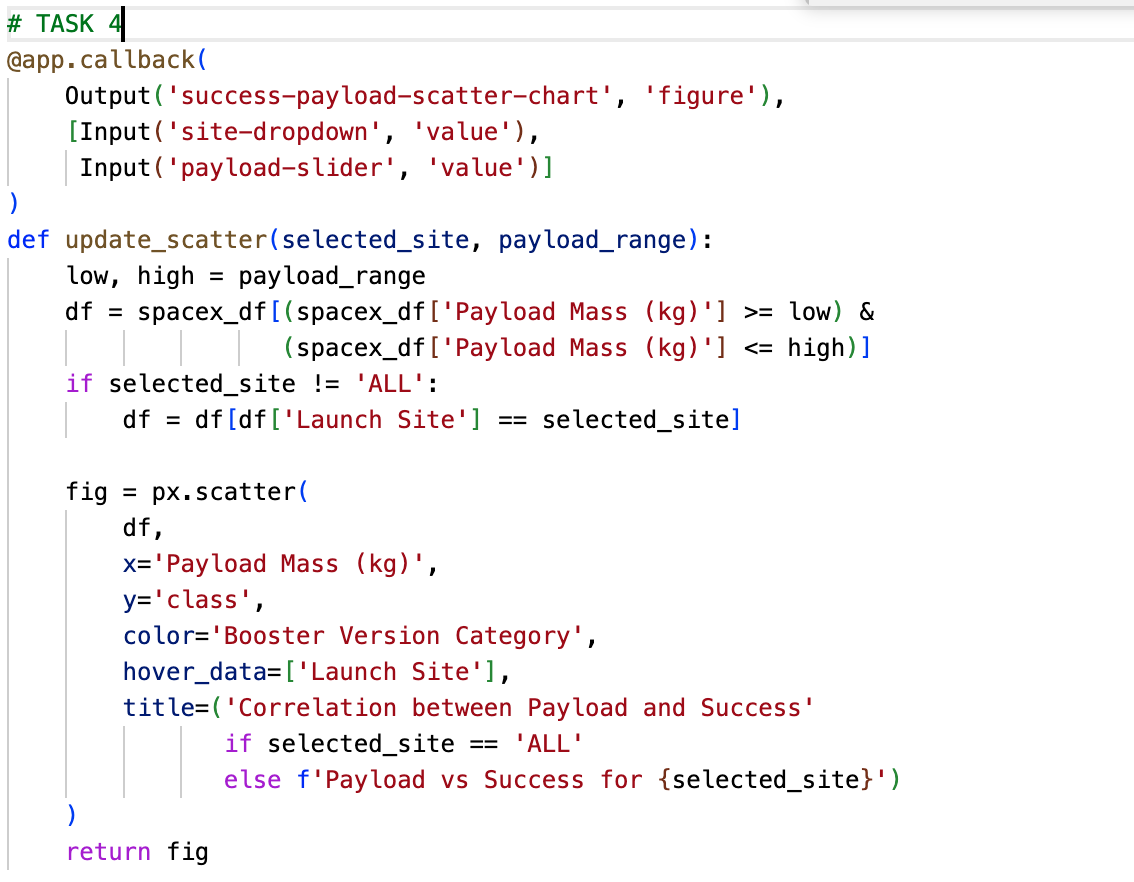 # TASK 4
@app.callback(
    Output('success-payload-scatter-chart', 'figure'),
    [Input('site-dropdown', 'value'),
     Input('payload-slider', 'value')]
)
def update_scatter(selected_site, payload_range):
    low, high = payload_range
    df = spacex_df[(spacex_df['Payload Mass (kg)'] >= low) &
                   (spacex_df['Payload Mass (kg)'] <= high)]
    if selected_site != 'ALL':
        df = df[df['Launch Site'] == selected_site]

    fig = px.scatter(
        df,
        x='Payload Mass (kg)',
        y='class',
        color='Booster Version Category',
        hover_data=['Launch Site'],
        title=('Correlation between Payload and Success'
               if selected_site == 'ALL'
               else f'Payload vs Success for {selected_site}')
    )
    return fig